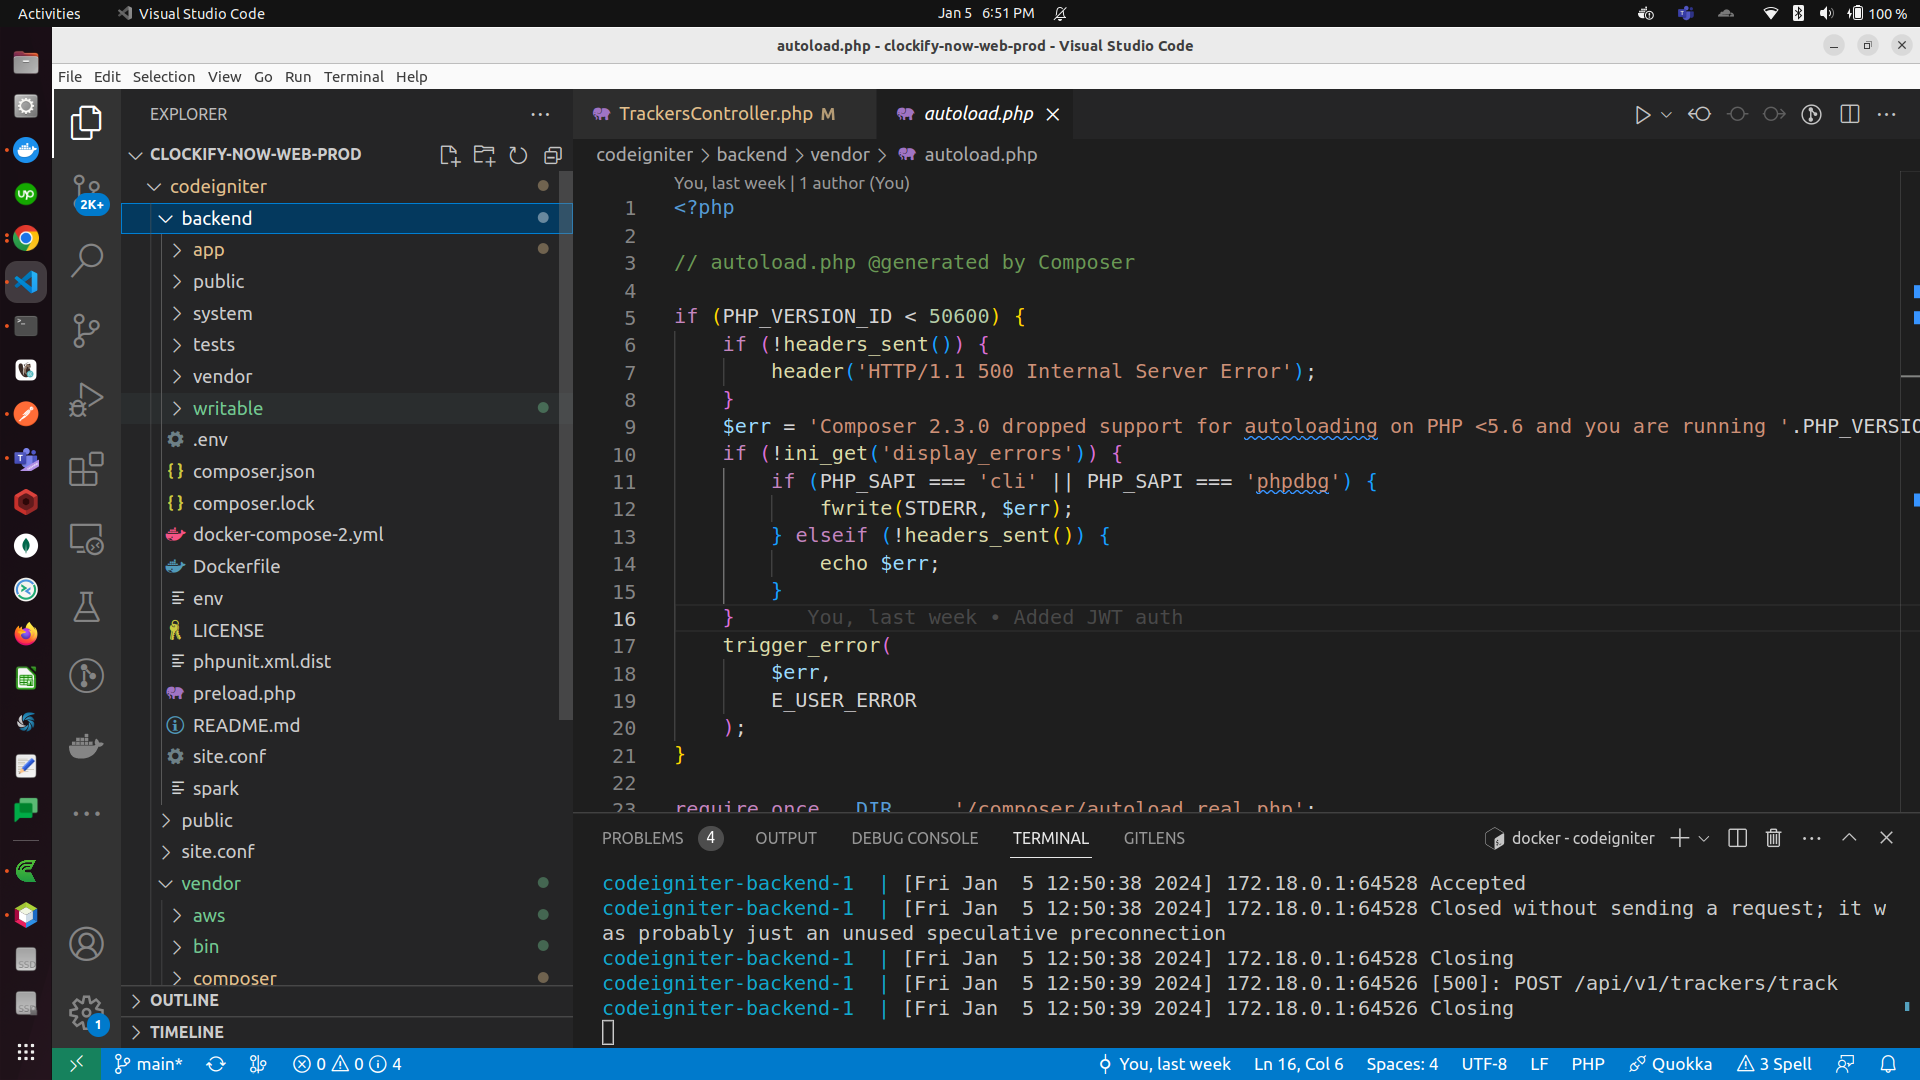 Activities
Visual Studio Code
Jan 5 6:51 PM
100 %
autoload.php - clockify-now-web-prod - Visual Studio Code
File Edit Selection View Go Run Terminal Help
EXPLORER
CLOCKIFY-NOW-WEB-PROD
codeigniter
backend
app
public
system
tests
vendor
writable
.env
composer.json
composer.lock
docker-compose-2.yml
Dockerfile
env
LICENSE
phpunit.xml.dist
preload.php
README.md
site.conf
spark
public
site.conf
vendor
aws
bin
composer
OUTLINE
TIMELINE
2K+
1
up
SSD
SSD
TrackersController.php M
autoload.php
codeigniter > backend > vendor > autoload.php
You, last week | 1 author (You)
1 <?php
2
3 // autoload.php @generated by Composer
4
5 if (PHP_VERSION_ID < 50600) {
6 if (!headers_sent()) {
7 header('HTTP/1.1 500 Internal Server Error');
8 }
9 $err = 'Composer 2.3.0 dropped support for autoloading on PHP <5.6 and you are running '.PHP_VERSIO
10 if (!ini_get('display_errors')) {
11 if (PHP_SAPI === 'cli' || PHP_SAPI === 'phpdbg') {
12 fwrite(STDERR, $err);
13 } elseif (!headers_sent()) {
14 echo $err;
15 }
16 } You, last week • Added JWT auth
17 trigger_error(
18 $err,
19 E_USER_ERROR
20 );
21 }
22
23 require_once __DIR__ . '/composer/autoload_real.php';
PROBLEMS 4 OUTPUT DEBUG CONSOLE TERMINAL GITLENS
docker - codeigniter
codeigniter-backend-1 | [Fri Jan 5 12:50:38 2024] 172.18.0.1:64528 Accepted
codeigniter-backend-1 | [Fri Jan 5 12:50:38 2024] 172.18.0.1:64528 Closed without sending a request; it w
as probably just an unused speculative preconnection
codeigniter-backend-1 | [Fri Jan 5 12:50:38 2024] 172.18.0.1:64528 Closing
codeigniter-backend-1 | [Fri Jan 5 12:50:39 2024] 172.18.0.1:64526 [500]: POST /api/v1/trackers/track
codeigniter-backend-1 | [Fri Jan 5 12:50:39 2024] 172.18.0.1:64526 Closing
main* 0 0 4
You, last week Ln 16, Col 6 Spaces: 4 UTF-8 LF PHP Quokka 3 Spell